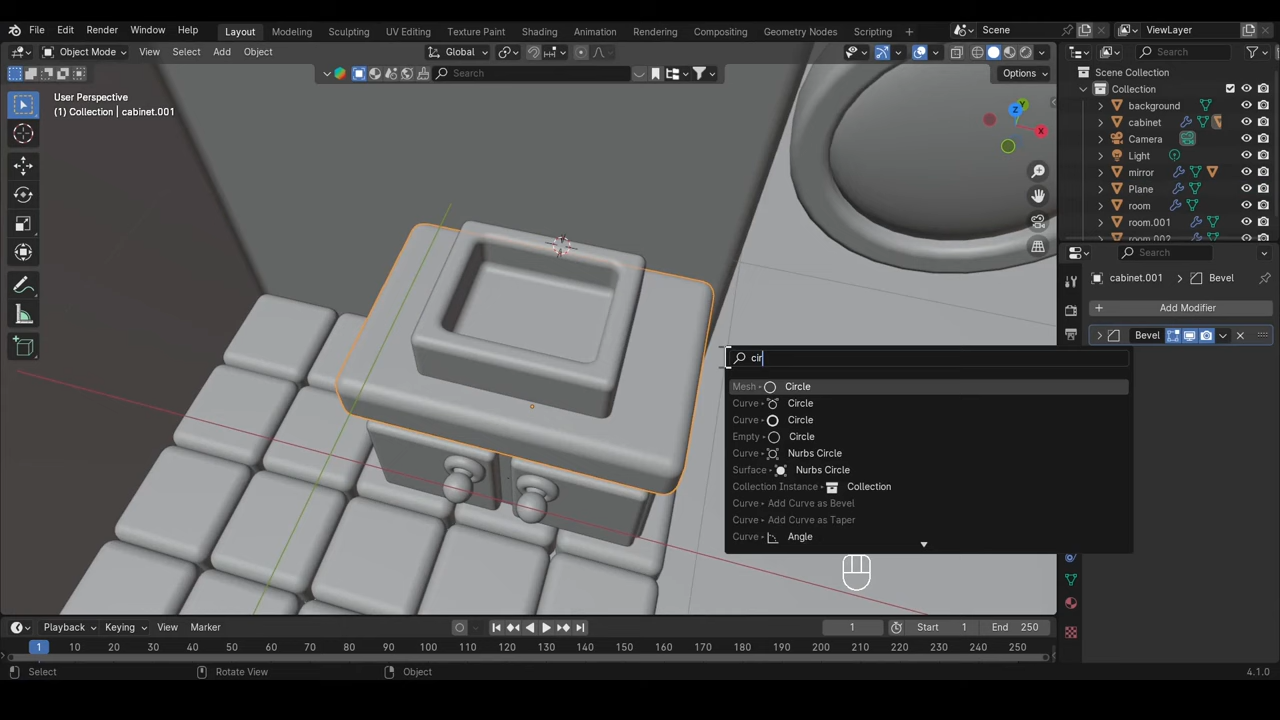 File Edit Render Window Help Layout Modeling Sculpting UV Editing Texture Paint Shading Animation Rendering Compositing Geometry Nodes Scripting + Scene ViewLayer
Object Mode View Select Add Object Global Search
Search Options Scene Collection
User Perspective Collection
(1) Collection | cabinet.001 background
cabinet
Camera
Light
mirror
Plane
room
room.001
room.002
Z
Y
X
Search
cabinet.001 > Bevel
+ Add Modifier
Bevel
cir
Mesh Circle
Curve Circle
Curve Circle
Empty Circle
Curve Nurbs Circle
Surface Nurbs Circle
Collection Instance Collection
Curve Add Curve as Bevel
Curve Add Curve as Taper
Curve Angle
Playback Keying View Marker 1 Start 1 End 250
1 10 20 30 40 50 60 70 80 90 100 110 120 130 140 150 160 170 180 190 200 210 220 230 240 250
Select Rotate View Object 4.1.0